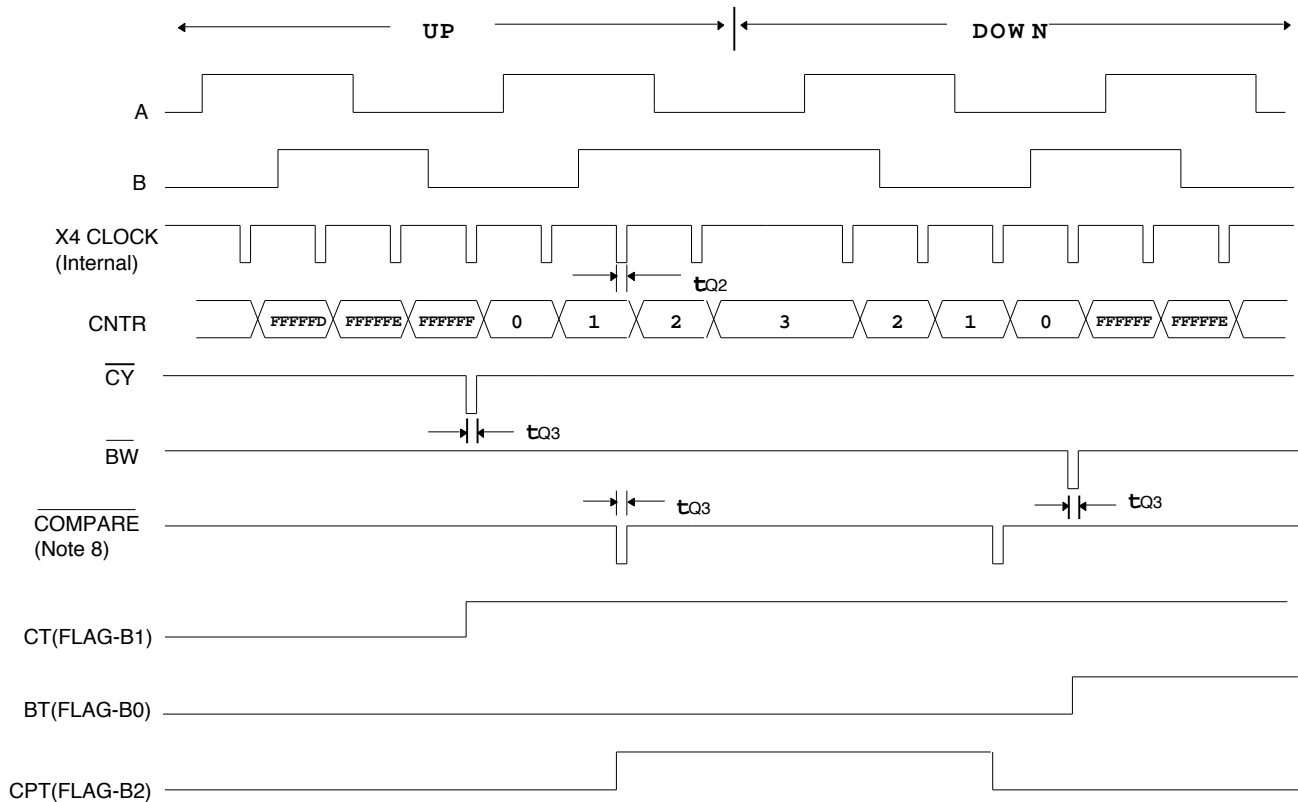 UP DOWN
A
B
X4 CLOCK
(Internal)
tQ2
CNTR FFFFFD FFFFFE FFFFFF 0 1 2 3 2 1 0 FFFFFF FFFFFE
CY
tQ3
BW
tQ3 tQ3
COMPARE
(Note 8)
CT(FLAG-B1)
BT(FLAG-B0)
CPT(FLAG-B2)